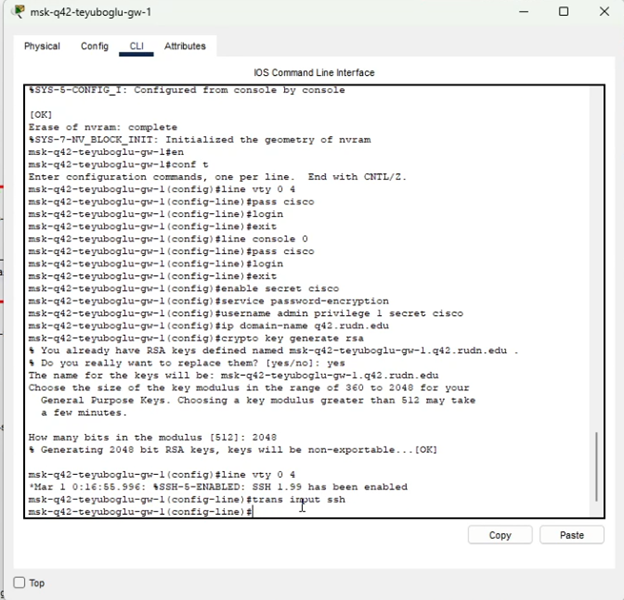 msk-q42-teyuboglu-gw-1
Physical Config CLI Attributes
IOS Command Line Interface
%SYS-5-CONFIG_I: Configured from console by console
[OK]
Erase of nvram: complete
%SYS-7-NV_BLOCK_INIT: Initialized the geometry of nvram
msk-q42-teyuboglu-gw-1#en
msk-q42-teyuboglu-gw-1#conf t
Enter configuration commands, one per line. End with CNTL/Z.
msk-q42-teyuboglu-gw-1(config)#line vty 0 4
msk-q42-teyuboglu-gw-1(config-line)#pass cisco
msk-q42-teyuboglu-gw-1(config-line)#login
msk-q42-teyuboglu-gw-1(config-line)#exit
msk-q42-teyuboglu-gw-1(config)#line console 0
msk-q42-teyuboglu-gw-1(config-line)#pass cisco
msk-q42-teyuboglu-gw-1(config-line)#login
msk-q42-teyuboglu-gw-1(config-line)#exit
msk-q42-teyuboglu-gw-1(config)#enable secret cisco
msk-q42-teyuboglu-gw-1(config)#service password-encryption
msk-q42-teyuboglu-gw-1(config)#username admin privilege 1 secret cisco
msk-q42-teyuboglu-gw-1(config)#ip domain-name q42.rudn.edu
msk-q42-teyuboglu-gw-1(config)#crypto key generate rsa
% You already have RSA keys defined named msk-q42-teyuboglu-gw-1.q42.rudn.edu .
% Do you really want to replace them? [yes/no]: yes
The name for the keys will be: msk-q42-teyuboglu-gw-1.q42.rudn.edu
Choose the size of the key modulus in the range of 360 to 2048 for your
General Purpose Keys. Choosing a key modulus greater than 512 may take
a few minutes.
How many bits in the modulus [512]: 2048
% Generating 2048 bit RSA keys, keys will be non-exportable...[OK]
msk-q42-teyuboglu-gw-1(config)#line vty 0 4
*Mar 1 0:16:55.996: %SSH-5-ENABLED: SSH 1.99 has been enabled
msk-q42-teyuboglu-gw-1(config-line)#trans input ssh
msk-q42-teyuboglu-gw-1(config-line)#
Copy Paste
Top